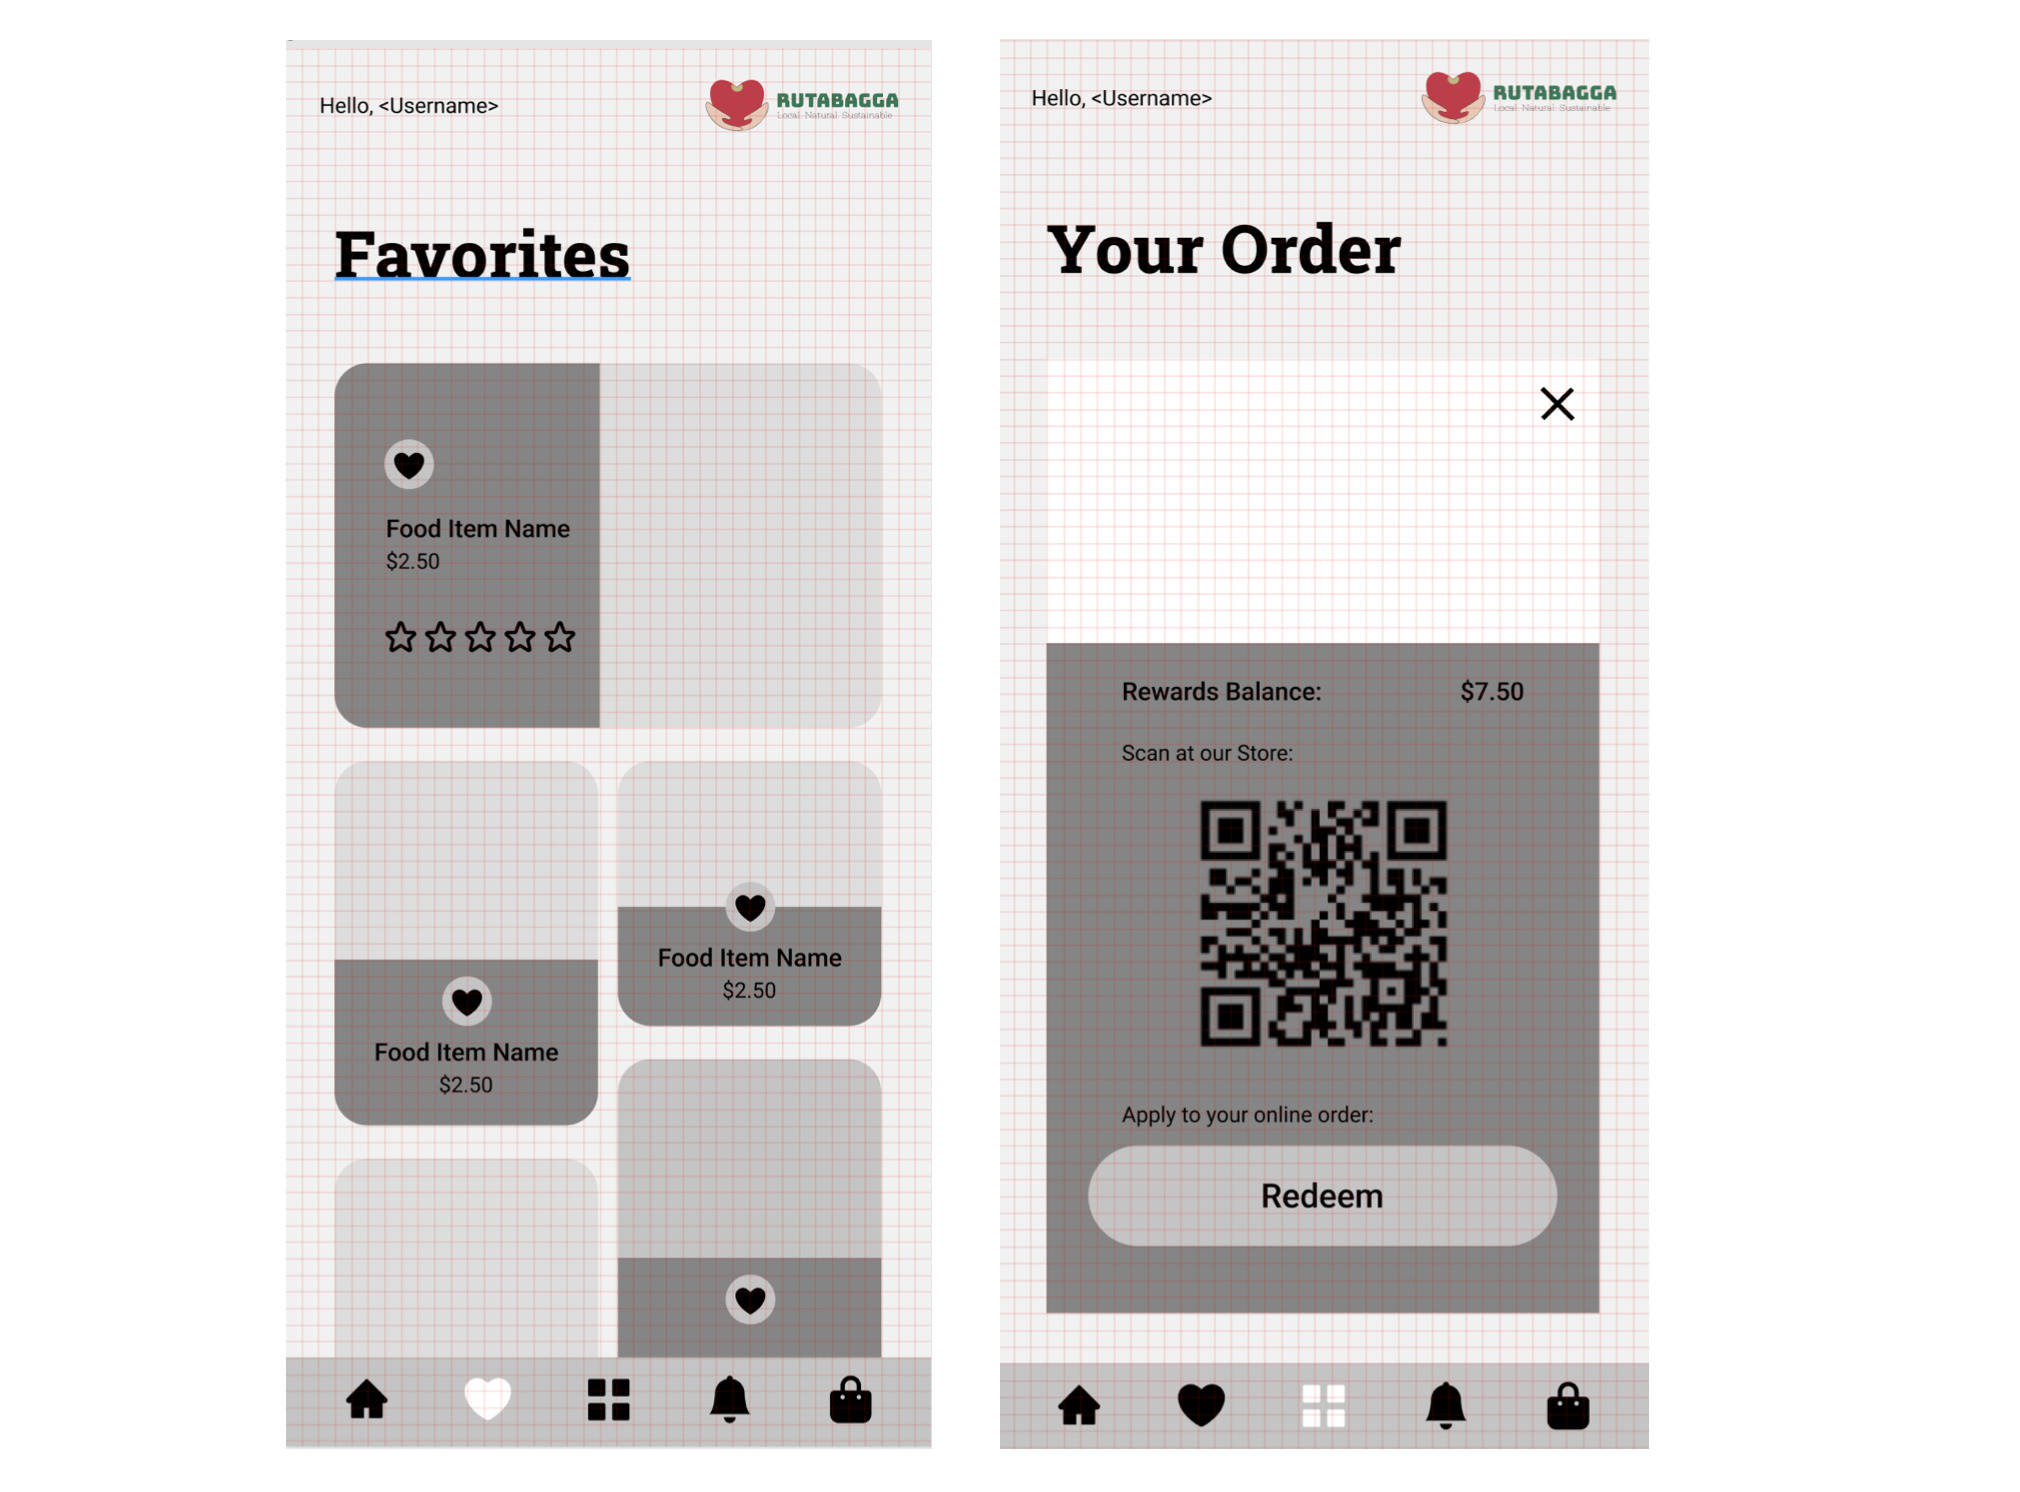 Hello, <Username>
RUTABAGGA
Local. Natural. Sustainable
Favorites
Food Item Name
$2.50
Food Item Name
$2.50
Food Item Name
$2.50
Hello, <Username>
RUTABAGGA
Local. Natural. Sustainable
Your Order
Rewards Balance: $7.50
Scan at our Store:
Apply to your online order:
Redeem